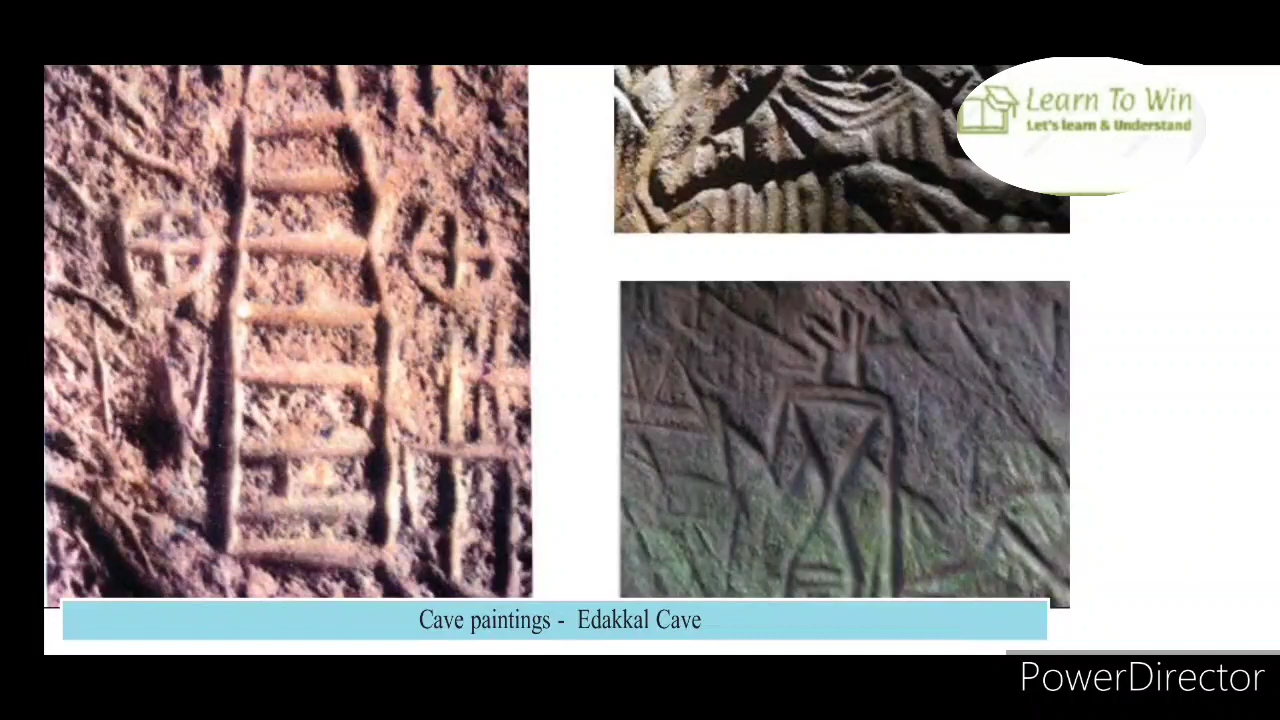 Learn To Win
Let's learn & Understand
Cave paintings - Edakkal Cave
PowerDirector